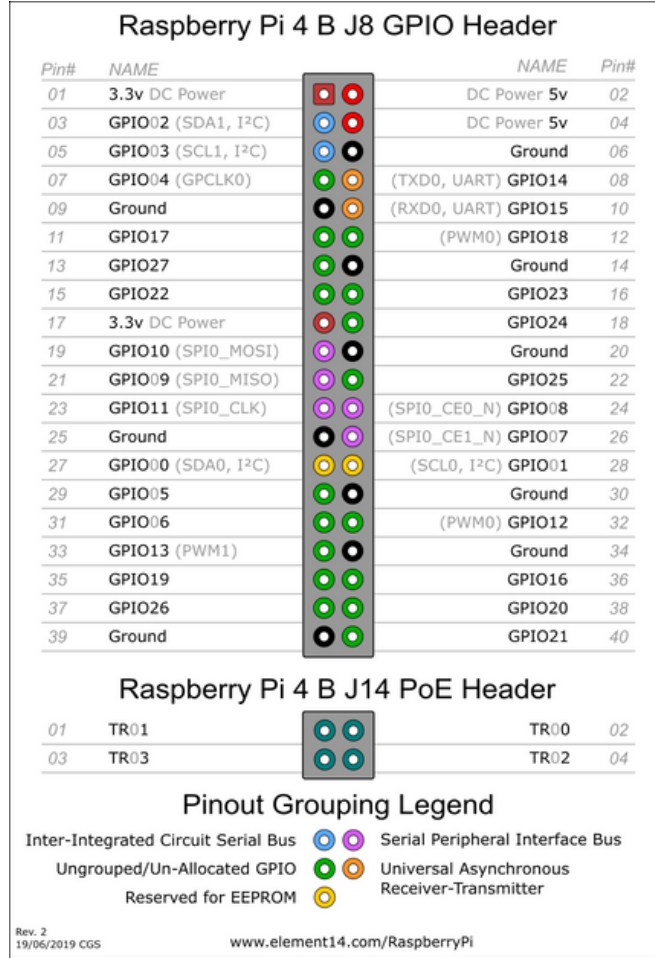 Raspberry Pi 4 B J8 GPIO Header
Pin# NAME NAME Pin#
01 3.3v DC Power DC Power 5v 02
03 GPIO02 (SDA1, I²C) DC Power 5v 04
05 GPIO03 (SCL1, I²C) Ground 06
07 GPIO04 (GPCLK0) (TXD0, UART) GPIO14 08
09 Ground (RXD0, UART) GPIO15 10
11 GPIO17 (PWM0) GPIO18 12
13 GPIO27 Ground 14
15 GPIO22 GPIO23 16
17 3.3v DC Power GPIO24 18
19 GPIO10 (SPI0_MOSI) Ground 20
21 GPIO09 (SPI0_MISO) GPIO25 22
23 GPIO11 (SPI0_CLK) (SPI0_CE0_N) GPIO08 24
25 Ground (SPI0_CE1_N) GPIO07 26
27 GPIO00 (SDA0, I²C) (SCL0, I²C) GPIO01 28
29 GPIO05 Ground 30
31 GPIO06 (PWM0) GPIO12 32
33 GPIO13 (PWM1) Ground 34
35 GPIO19 GPIO16 36
37 GPIO26 GPIO20 38
39 Ground GPIO21 40
Raspberry Pi 4 B J14 PoE Header
01 TR01 TR00 02
03 TR03 TR02 04
Pinout Grouping Legend
Inter-Integrated Circuit Serial Bus Serial Peripheral Interface Bus
Ungrouped/Un-Allocated GPIO Universal Asynchronous
Receiver-Transmitter
Reserved for EEPROM
Rev. 2
19/06/2019 CGS www.element14.com/RaspberryPi